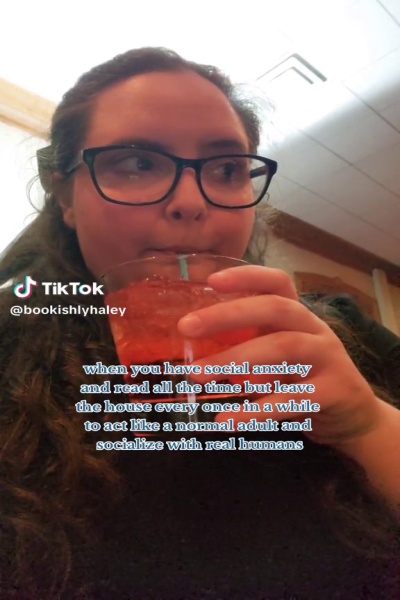 TikTok
@bookishlyhaley
when you have social anxiety
and read all the time but leave
the house every once in a while
to act like a normal adult and
socialize with real humans